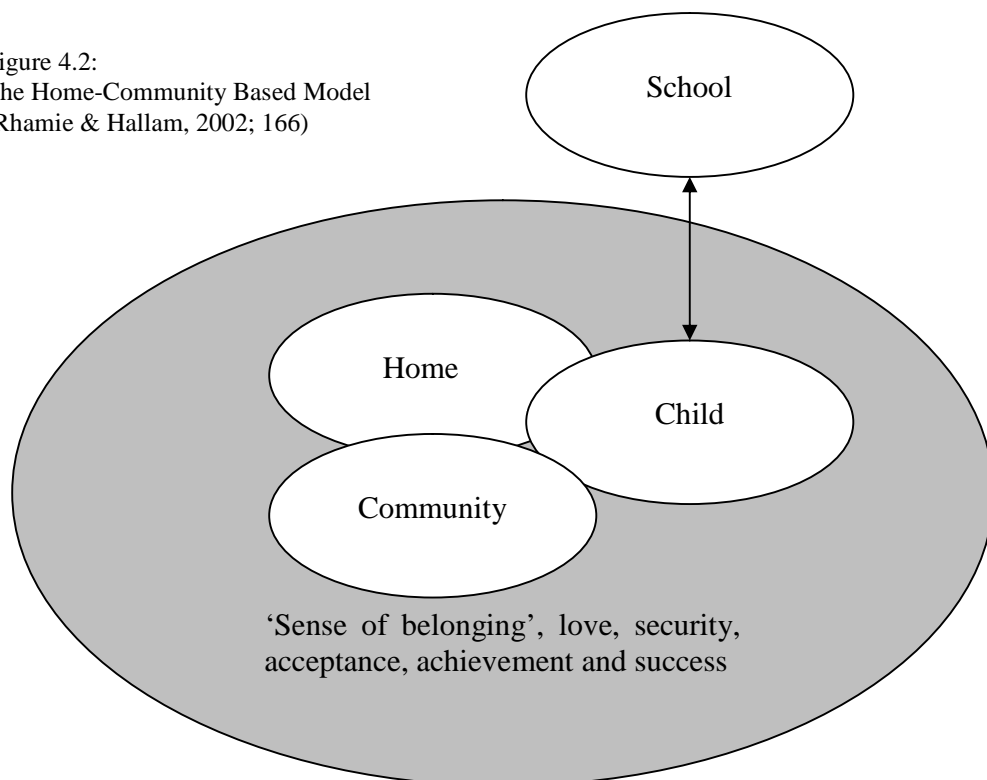 igure 4.2:
he Home-Community Based Model
Rhamie & Hallam, 2002; 166)
School
Home
Child
Community
‘Sense of belonging’, love, security,
acceptance, achievement and success